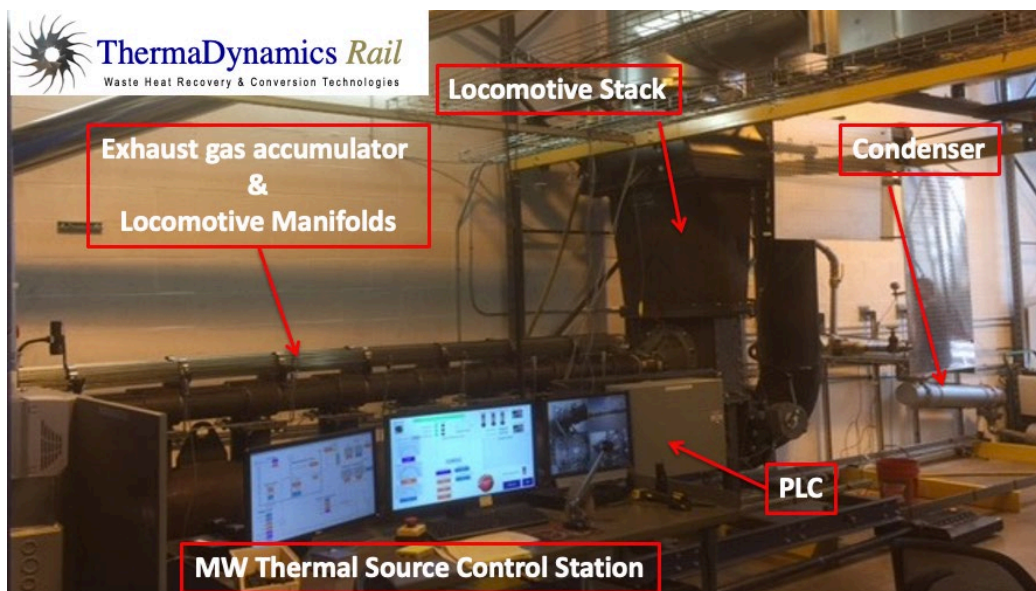 ThermaDynamics Rail
Waste Heat Recovery & Conversion Technologies
Locomotive Stack
Exhaust gas accumulator
&
Locomotive Manifolds
Condenser
PLC
MW Thermal Source Control Station